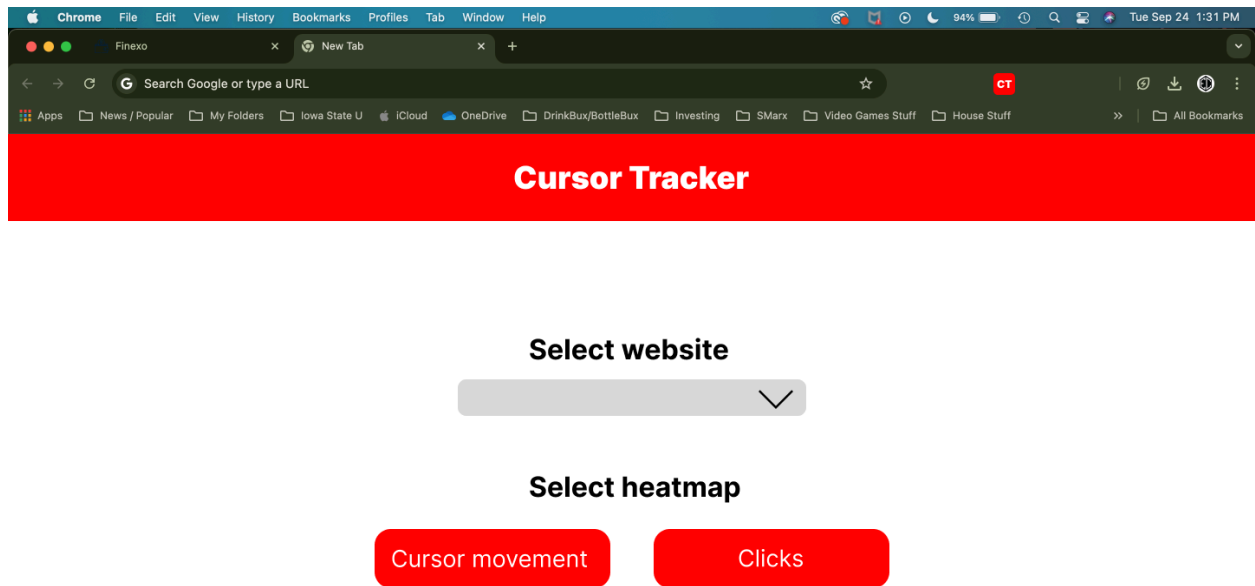 Chrome File Edit View History Bookmarks Profiles Tab Window Help 94% Tue Sep 24 1:31 PM
Finexo New Tab
G Search Google or type a URL CT
Apps News / Popular My Folders Iowa State U iCloud OneDrive DrinkBux/BottleBux Investing SMarx Video Games Stuff House Stuff All Bookmarks
Cursor Tracker
Select website
Select heatmap
Cursor movement Clicks